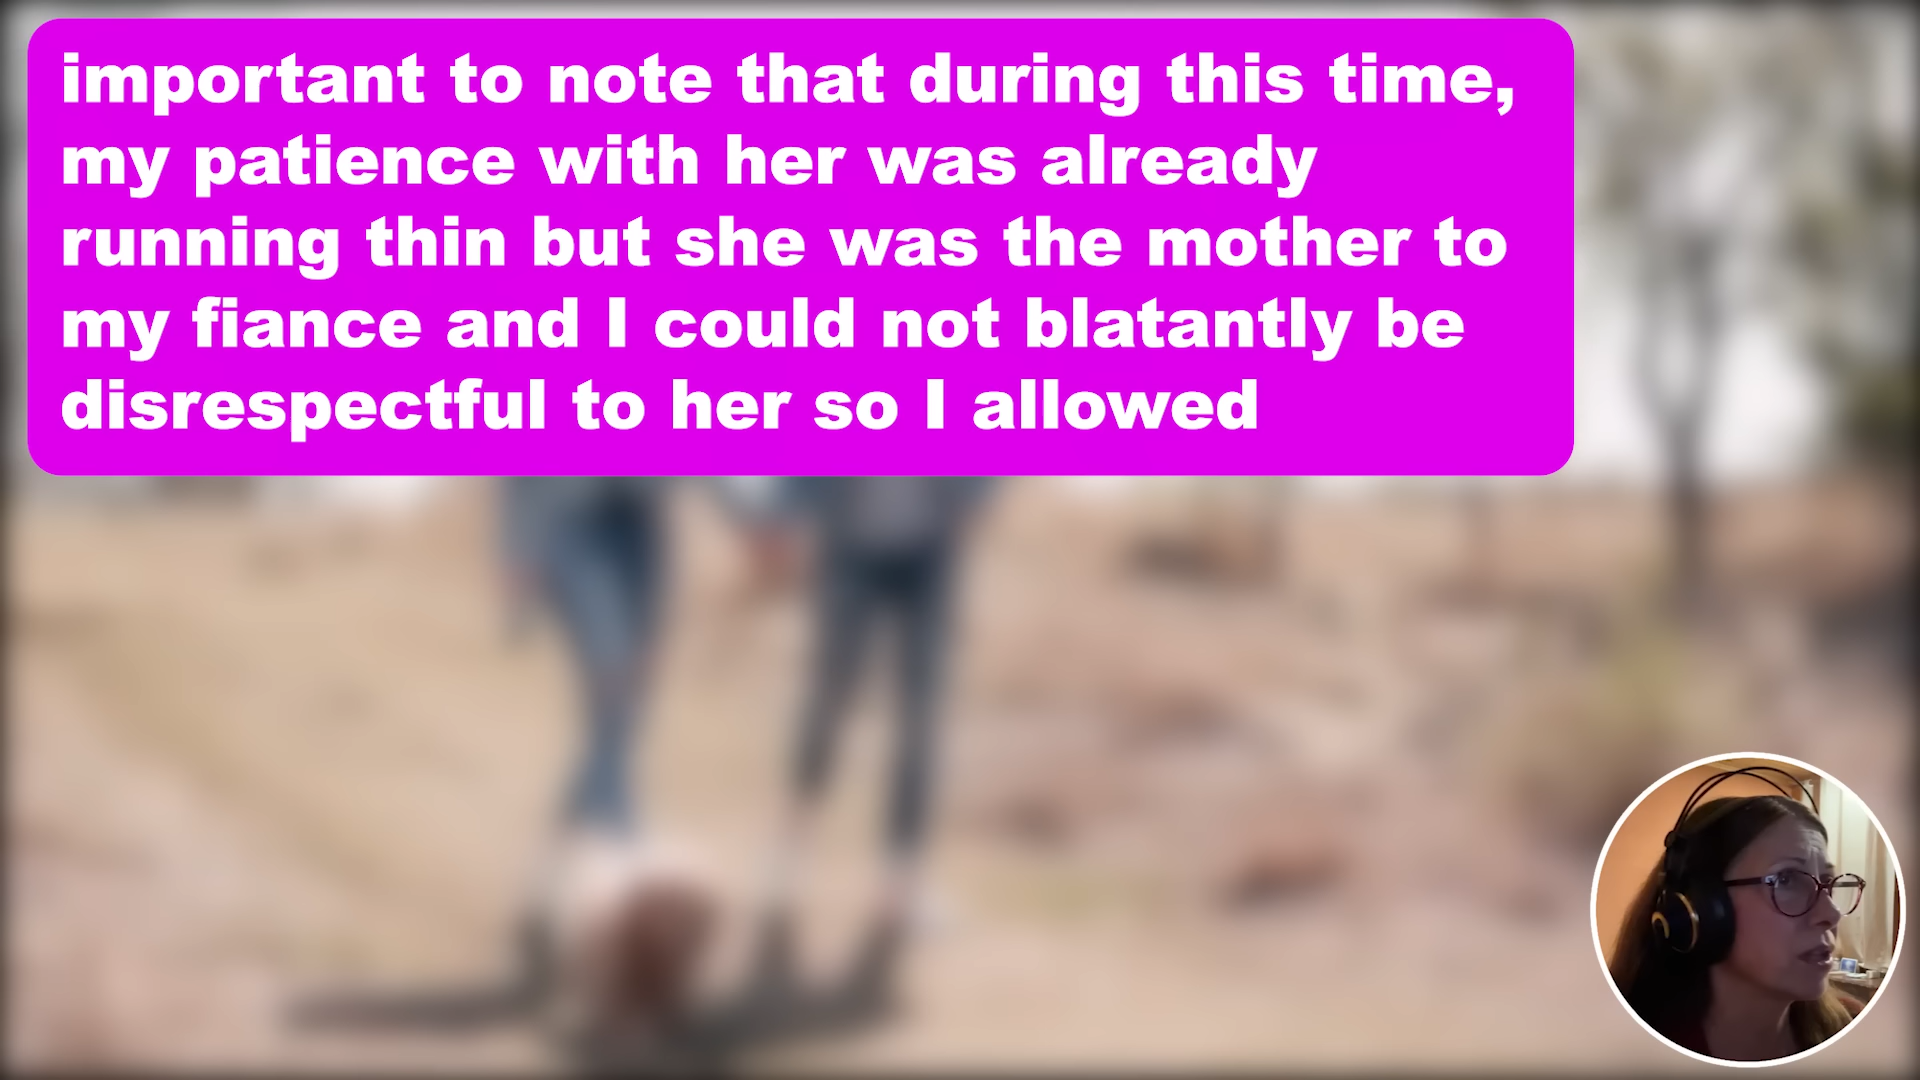 important to note that during this time,
my patience with her was already
running thin but she was the mother to
my fiance and I could not blatantly be
disrespectful to her so I allowed